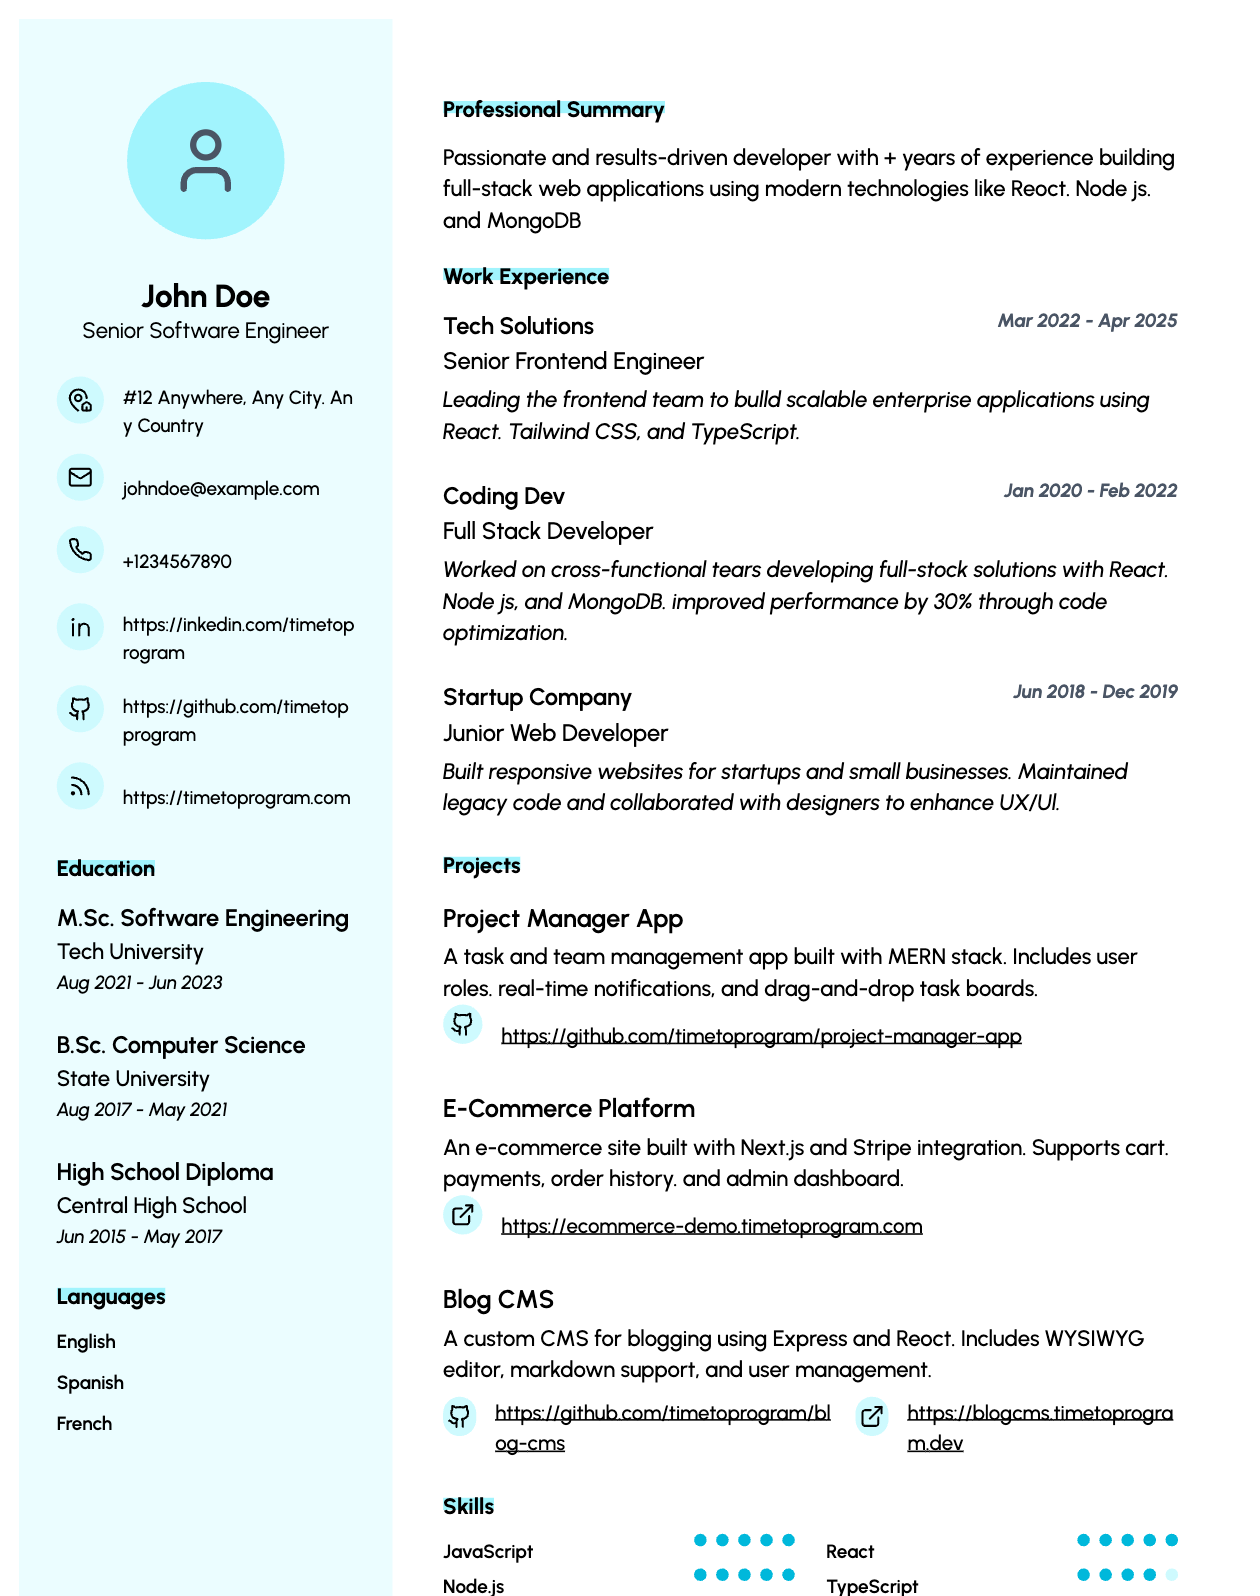 John Doe
Senior Software Engineer
#12 Anywhere, Any City. An
y Country
johndoe@example.com
+1234567890
https://inkedin.com/timetop
rogram
https://github.com/timetop
program
https://timetoprogram.com
Education
M.Sc. Software Engineering
Tech University
Aug 2021 - Jun 2023
B.Sc. Computer Science
State University
Aug 2017 - May 2021
High School Diploma
Central High School
Jun 2015 - May 2017
Languages
English
Spanish
French
Professional Summary
Passionate and results-driven developer with + years of experience building
full-stack web applications using modern technologies like Reoct. Node js.
and MongoDB
Work Experience
Tech Solutions
Mar 2022 - Apr 2025
Senior Frontend Engineer
Leading the frontend team to bulld scalable enterprise applications using
React. Tailwind CSS, and TypeScript.
Coding Dev
Jan 2020 - Feb 2022
Full Stack Developer
Worked on cross-functional tears developing full-stock solutions with React.
Node js, and MongoDB. improved performance by 30% through code
optimization.
Startup Company
Jun 2018 - Dec 2019
Junior Web Developer
Built responsive websites for startups and small businesses. Maintained
legacy code and collaborated with designers to enhance UX/Ul.
Projects
Project Manager App
A task and team management app built with MERN stack. Includes user
roles. real-time notifications, and drag-and-drop task boards.
https://github.com/timetoprogram/project-manager-app
E-Commerce Platform
An e-commerce site built with Next.js and Stripe integration. Supports cart.
payments, order history. and admin dashboard.
https://ecommerce-demo.timetoprogram.com
Blog CMS
A custom CMS for blogging using Express and Reoct. Includes WYSIWYG
editor, markdown support, and user management.
https://github.com/timetoprogram/bl
og-cms
https://blogcms.timetoprogra
m.dev
Skills
JavaScript
React
Node.js
TypeScript